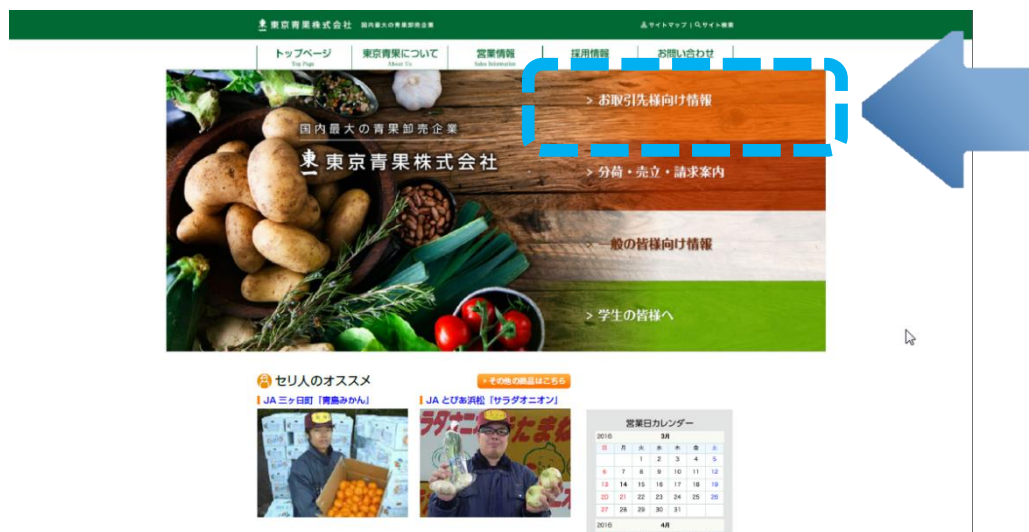 東京青果株式会社 国内最大の青果卸売企業
サイトマップ | サイト検索
トップページ 東京青果について 営業情報 採用情報 お問い合わせ
Top Page About Us Sales Information
> お取引先様向け情報
国内最大の青果卸売企業
東京青果株式会社
> 分荷・売立・請求案内
> 一般の皆様向け情報
> 学生の皆様へ
セリ人のオススメ
その他の商品はこちら
JA 三ヶ日町「青島みかん」
JA とぴあ浜松「サラダオニオン」
営業日カレンダー
2016 3月
日 月 火 水 木 金 土
1 2 3 4 5
6 7 8 9 10 11 12
13 14 15 16 17 18 19
20 21 22 23 24 25 26
27 28 29 30 31
2016 4月